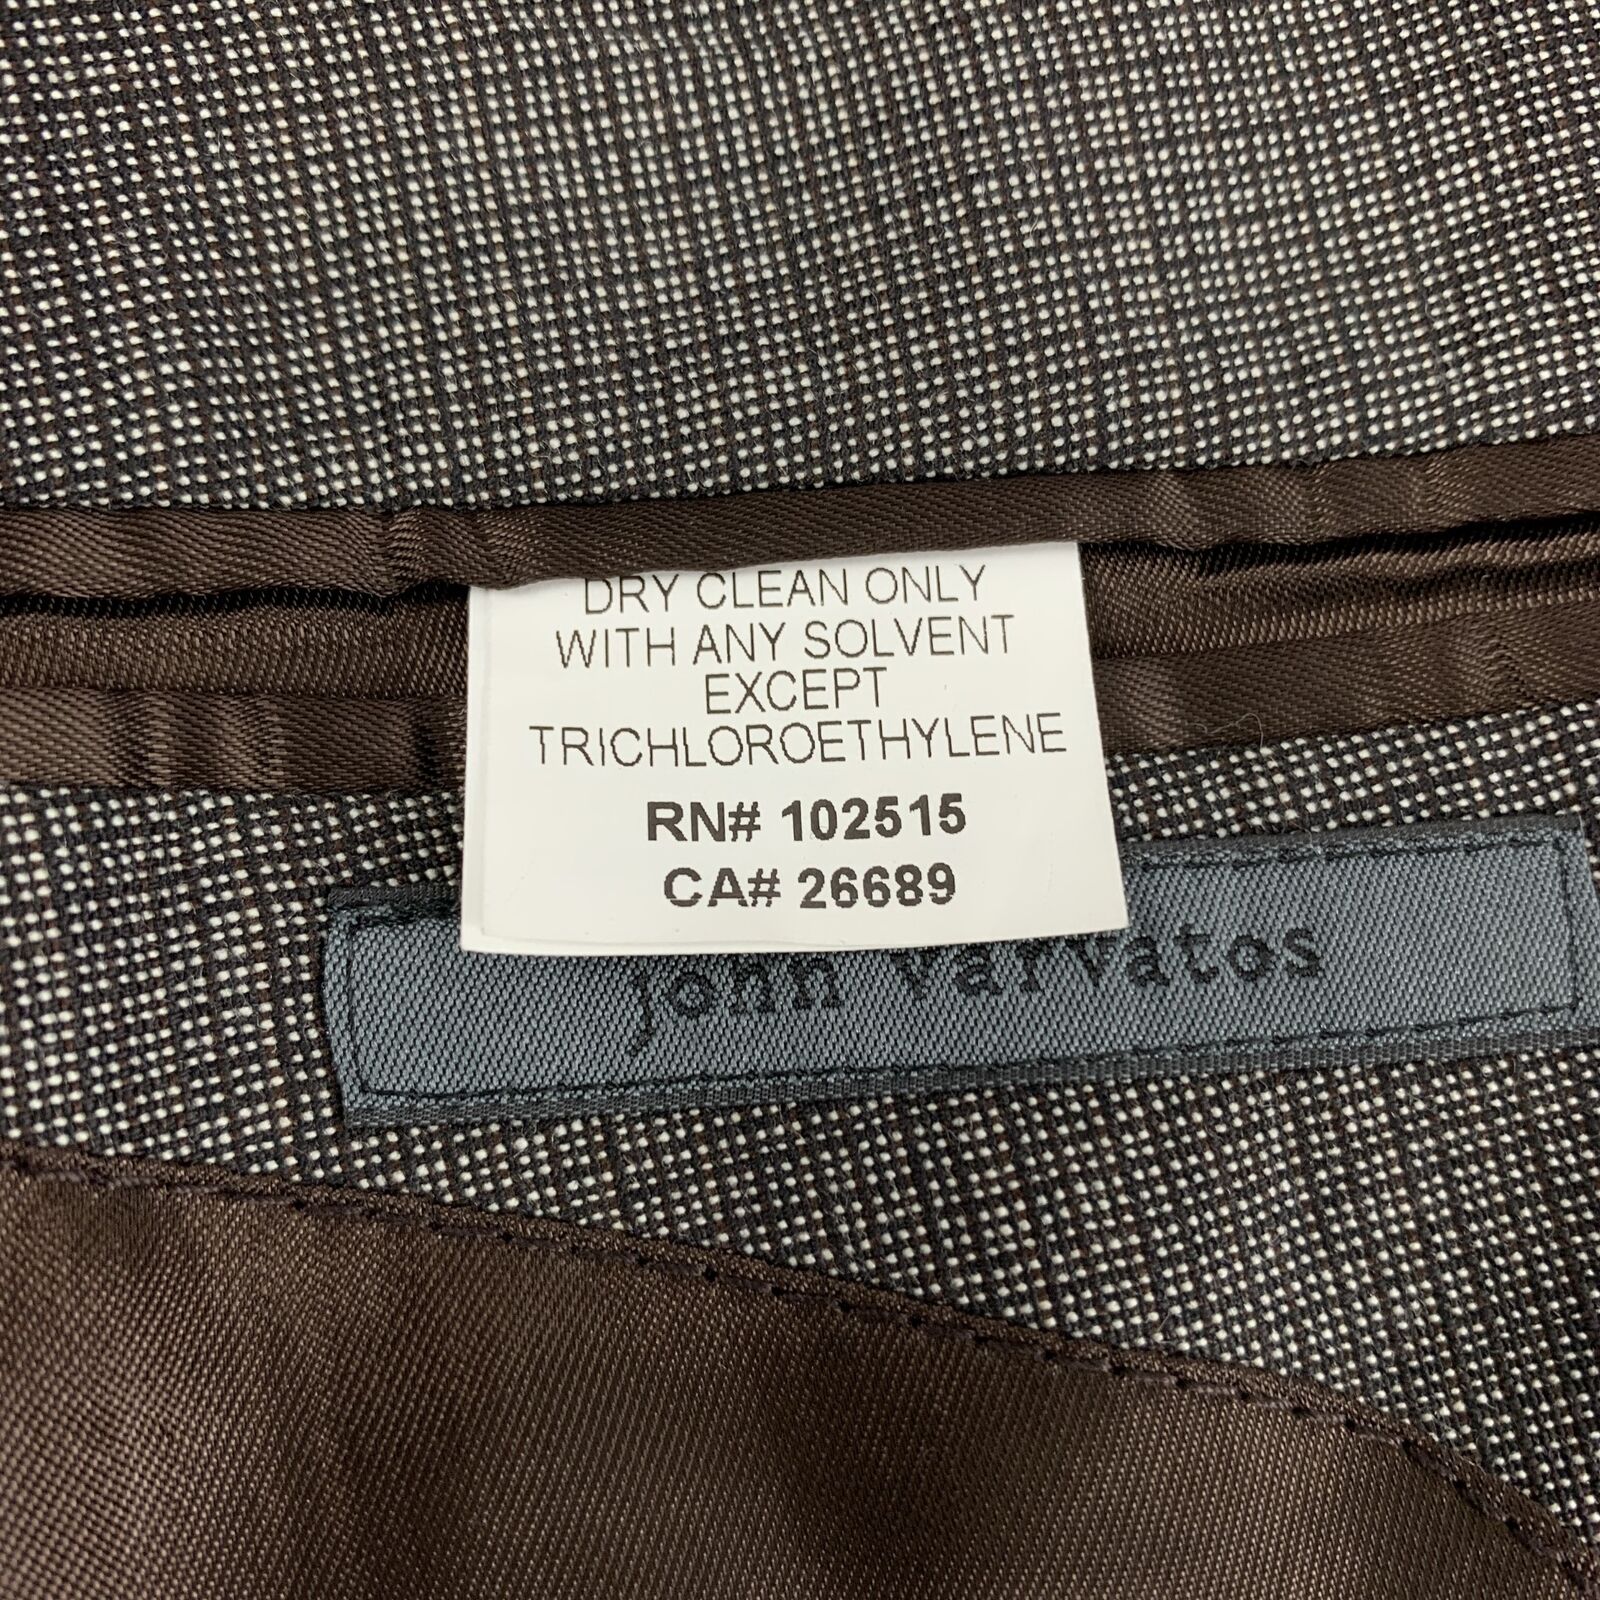 DRY CLEAN ONLY
WITH ANY SOLVENT
EXCEPT
TRICHLOROETHYLENE
RN# 102515
CA# 26689
john varvatos